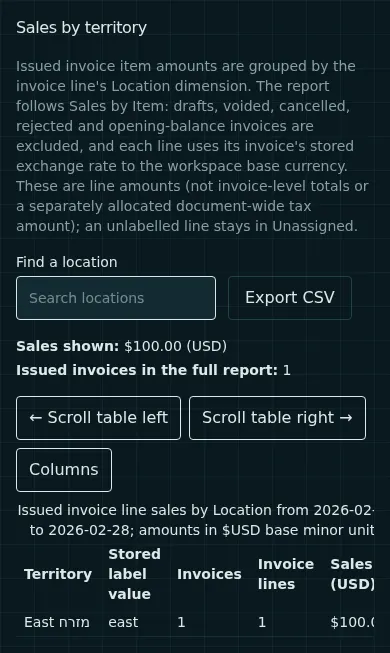 Sales by territory
Issued invoice item amounts are grouped by the
invoice line's Location dimension. The report
follows Sales by Item: drafts, voided, cancelled,
rejected and opening-balance invoices are
excluded, and each line uses its invoice's stored
exchange rate to the workspace base currency.
These are line amounts (not invoice-level totals or
a separately allocated document-wide tax
amount); an unlabelled line stays in Unassigned.
Find a location
Search locations
Export CSV
Sales shown: $100.00 (USD)
Issued invoices in the full report: 1
← Scroll table left
Scroll table right →
Columns
Issued invoice line sales by Location from 2026-02-
to 2026-02-28; amounts in $USD base minor unit
Territory Stored label value Invoices Invoice lines Sales (USD)
East מזרח east 1 1 $100.0